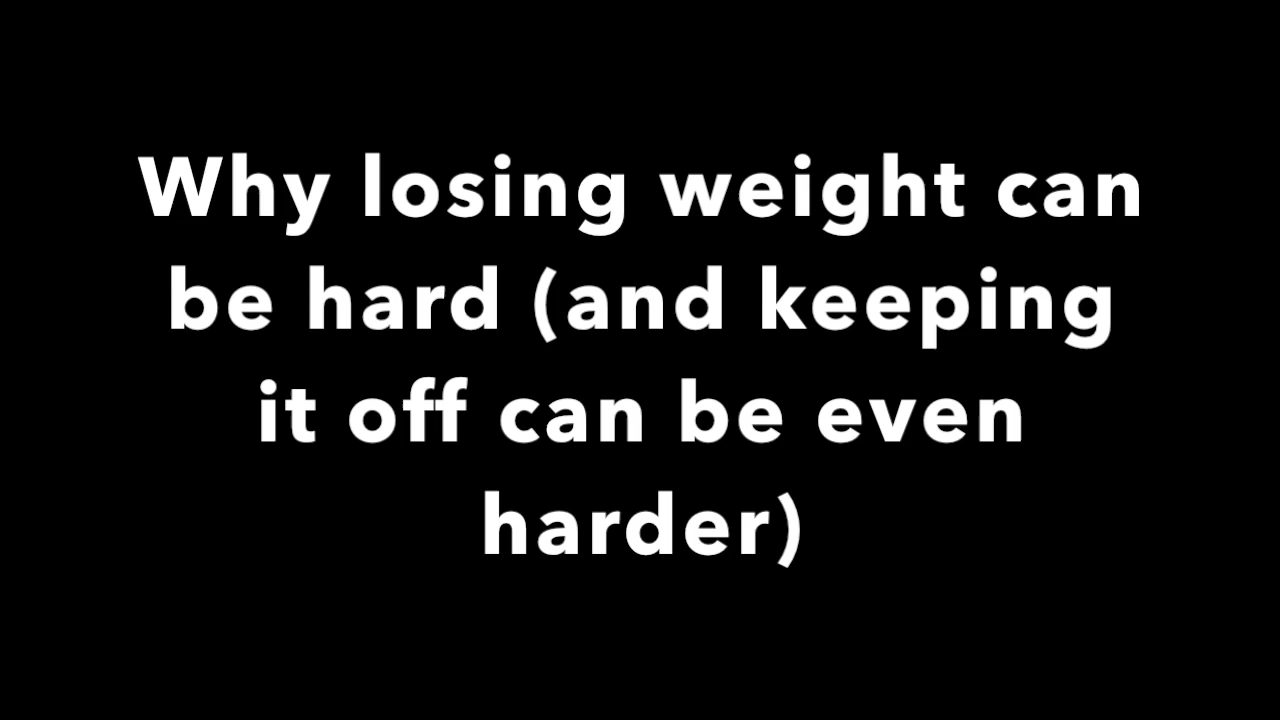 Why losing weight can
be hard (and keeping
it off can be even
harder)